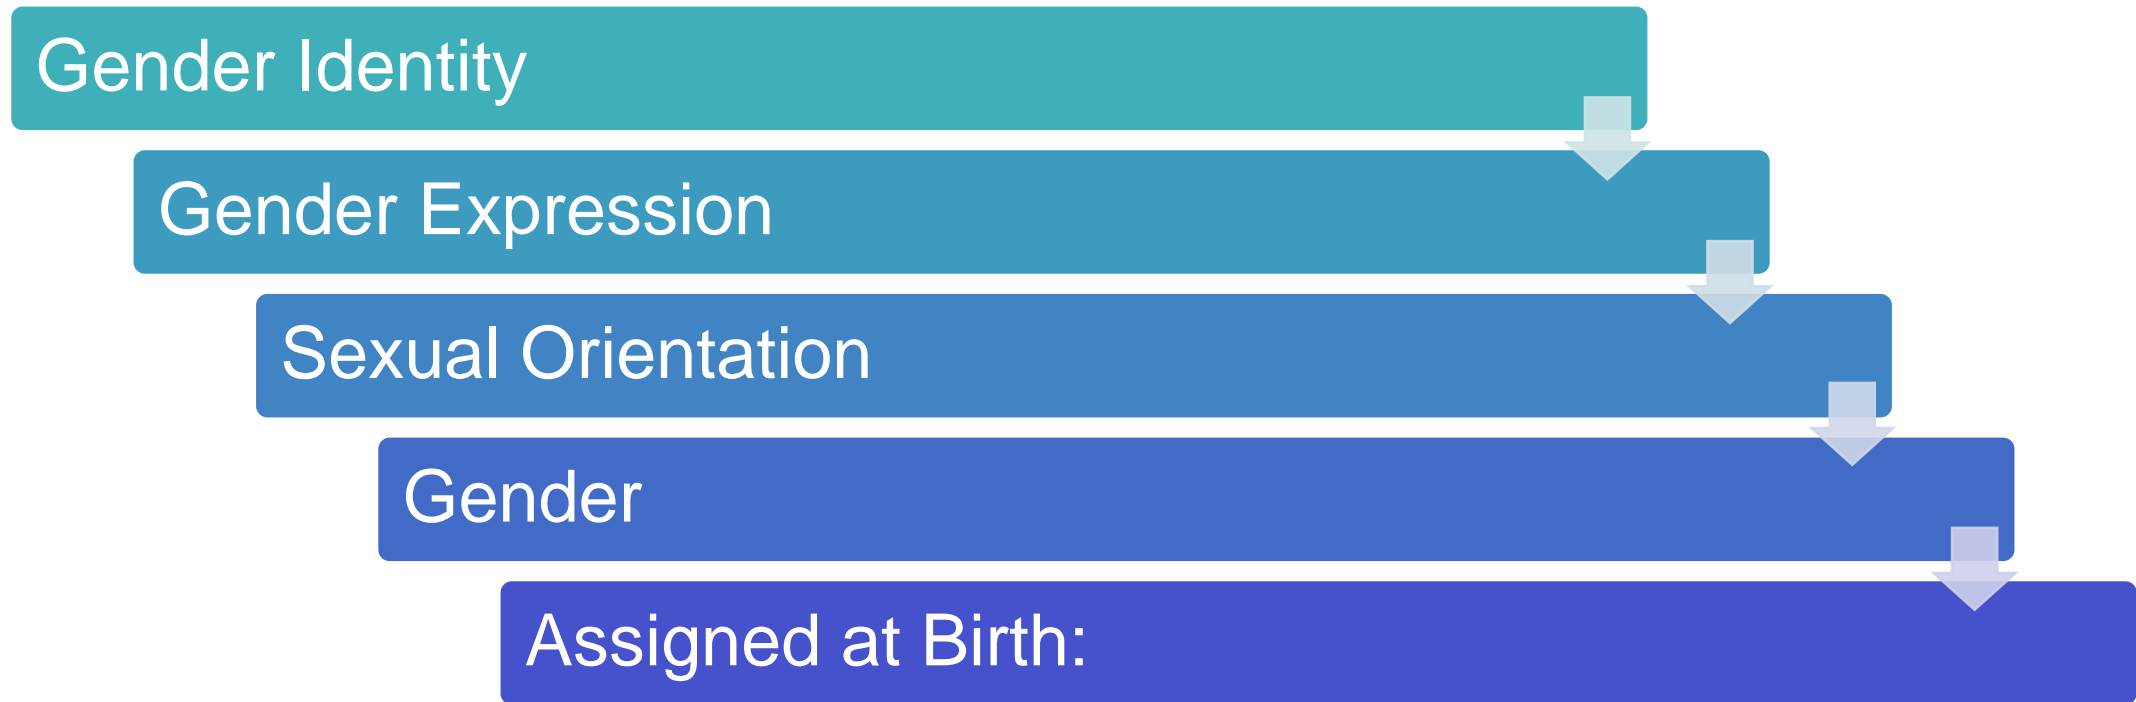 Gender Identity
Gender Expression
Sexual Orientation
Gender
Assigned at Birth: